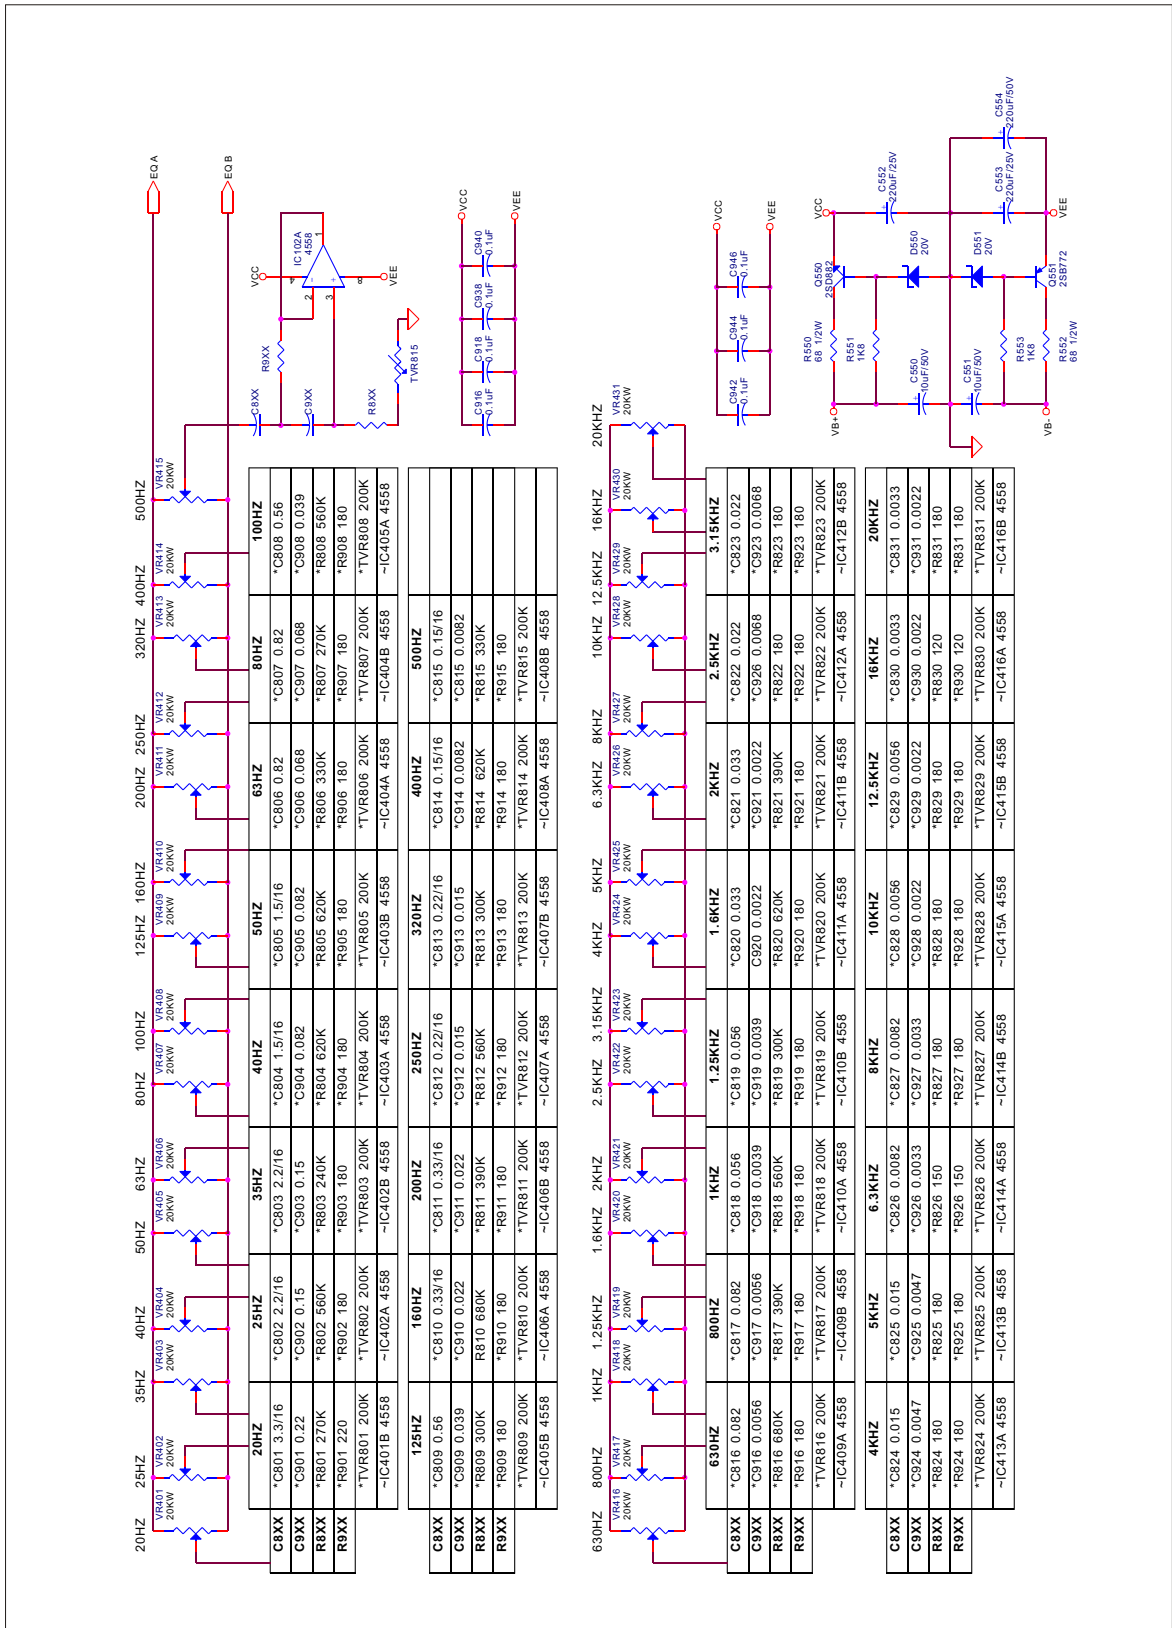 20HZ 25HZ 35HZ 40HZ 50HZ 63HZ 80HZ 100HZ 125HZ 160HZ 200HZ 250HZ 320HZ 400HZ 500HZ
VR401 20KW
VR402 20KW
VR403 20KW
VR404 20KW
VR405 20KW
VR406 20KW
VR407 20KW
VR408 20KW
VR409 20KW
VR410 20KW
VR411 20KW
VR412 20KW
VR413 20KW
VR414 20KW
VR415 20KW
EQ A
EQ B
C8XX
C9XX
R9XX
R8XX
TVR815
IC102A
4558
VCC
VEE
4
2
3
8
1
C916 0.1uF
C918 0.1uF
C938 0.1uF
C940 0.1uF
VCC
VEE
20HZ 25HZ 35HZ 40HZ 50HZ 63HZ 80HZ 100HZ
C8XX *C801 3.3/16 *C802 2.2/16 *C803 2.2/16 *C804 1.5/16 *C805 1.5/16 *C806 0.82 *C807 0.82 *C808 0.56
C9XX *C901 0.22 *C902 0.15 *C903 0.15 *C904 0.082 *C905 0.082 *C906 0.068 *C907 0.068 *C908 0.039
R8XX *R801 270K *R802 560K *R803 240K *R804 620K *R805 620K *R806 330K *R807 270K *R808 560K
R9XX *R901 220 *R902 180 *R903 180 *R904 180 *R905 180 *R906 180 *R907 180 *R908 180
*TVR801 200K *TVR802 200K *TVR803 200K *TVR804 200K *TVR805 200K *TVR806 200K *TVR807 200K *TVR808 200K
~IC401B 4558 ~IC402A 4558 ~IC402B 4558 ~IC403A 4558 ~IC403B 4558 ~IC404A 4558 ~IC404B 4558 ~IC405A 4558
125HZ 160HZ 200HZ 250HZ 320HZ 400HZ 500HZ
C8XX *C809 0.56 *C810 0.33/16 *C811 0.33/16 *C812 0.22/16 *C813 0.22/16 *C814 0.15/16 *C815 0.15/16
C9XX *C909 0.039 *C910 0.022 *C911 0.022 *C912 0.015 *C913 0.015 *C914 0.0082 *C815 0.0082
R8XX *R809 300K R810 680K *R811 390K *R812 560K *R813 300K *R814 620K *R815 330K
R9XX *R909 180 *R910 180 *R911 180 *R912 180 *R913 180 *R914 180 *R915 180
*TVR809 200K *TVR810 200K *TVR811 200K *TVR812 200K *TVR813 200K *TVR814 200K *TVR815 200K
~IC405B 4558 ~IC406A 4558 ~IC406B 4558 ~IC407A 4558 ~IC407B 4558 ~IC408A 4558 ~IC408B 4558
630HZ 800HZ 1KHZ 1.25KHZ 1.6KHZ 2KHZ 2.5KHZ 3.15KHZ 4KHZ 5KHZ 6.3KHZ 8KHZ 10KHZ 12.5KHZ 16KHZ 20KHZ
VR416 20KW
VR417 20KW
VR418 20KW
VR419 20KW
VR420 20KW
VR421 20KW
VR422 20KW
VR423 20KW
VR424 20KW
VR425 20KW
VR426 20KW
VR427 20KW
VR428 20KW
VR429 20KW
VR430 20KW
VR431 20KW
C942 0.1uF
C944 0.1uF
C946 0.1uF
VCC
VEE
630HZ 800HZ 1KHZ 1.25KHZ 1.6KHZ 2KHZ 2.5KHZ 3.15KHZ
C8XX *C816 0.082 *C817 0.082 *C818 0.056 *C819 0.056 *C820 0.033 *C821 0.033 *C822 0.022 *C823 0.022
C9XX *C916 0.0056 *C917 0.0056 *C918 0.0039 *C919 0.0039 C920 0.0022 *C921 0.0022 *C926 0.0068 *C923 0.0068
R8XX *R816 680K *R817 390K *R818 560K *R819 300K *R820 620K *R821 390K *R822 180 *R823 180
R9XX *R916 180 *R917 180 *R918 180 *R919 180 *R920 180 *R921 180 *R922 180 *R923 180
*TVR816 200K *TVR817 200K *TVR818 200K *TVR819 200K *TVR820 200K *TVR821 200K *TVR822 200K *TVR823 200K
~IC409A 4558 ~IC409B 4558 ~IC410A 4558 ~IC410B 4558 ~IC411A 4558 ~IC411B 4558 ~IC412A 4558 ~IC412B 4558
4KHZ 5KHZ 6.3KHZ 8KHZ 10KHZ 12.5KHZ 16KHZ 20KHZ
C8XX *C824 0.015 *C825 0.015 *C826 0.0082 *C827 0.0082 *C828 0.0056 *C829 0.0056 *C830 0.0033 *C831 0.0033
C9XX *C924 0.0047 *C925 0.0047 *C926 0.0033 *C927 0.0033 *C928 0.0022 *C929 0.0022 *C930 0.0022 *C931 0.0022
R8XX *R824 180 *R825 180 *R826 150 *R827 180 *R828 180 *R829 180 *R830 120 *R831 180
R9XX *R924 180 *R925 180 *R926 150 *R927 180 *R928 180 *R929 180 *R930 120 *R831 180
*TVR824 200K *TVR825 200K *TVR826 200K *TVR827 200K *TVR828 200K *TVR829 200K *TVR830 200K *TVR831 200K
~IC413A 4558 ~IC413B 4558 ~IC414A 4558 ~IC414B 4558 ~IC415A 4558 ~IC415B 4558 ~IC416A 4558 ~IC416B 4558
VB+
VB-
R550
68 1/2W
R551
1K8
C550
10uF/50V
C551
10uF/50V
R553
1K8
R552
68 1/2W
Q550
2SD882
D550
20V
D551
20V
Q551
2SB772
VCC
VEE
C552
220uF/25V
C553
220uF/25V
C554
220uF/50V